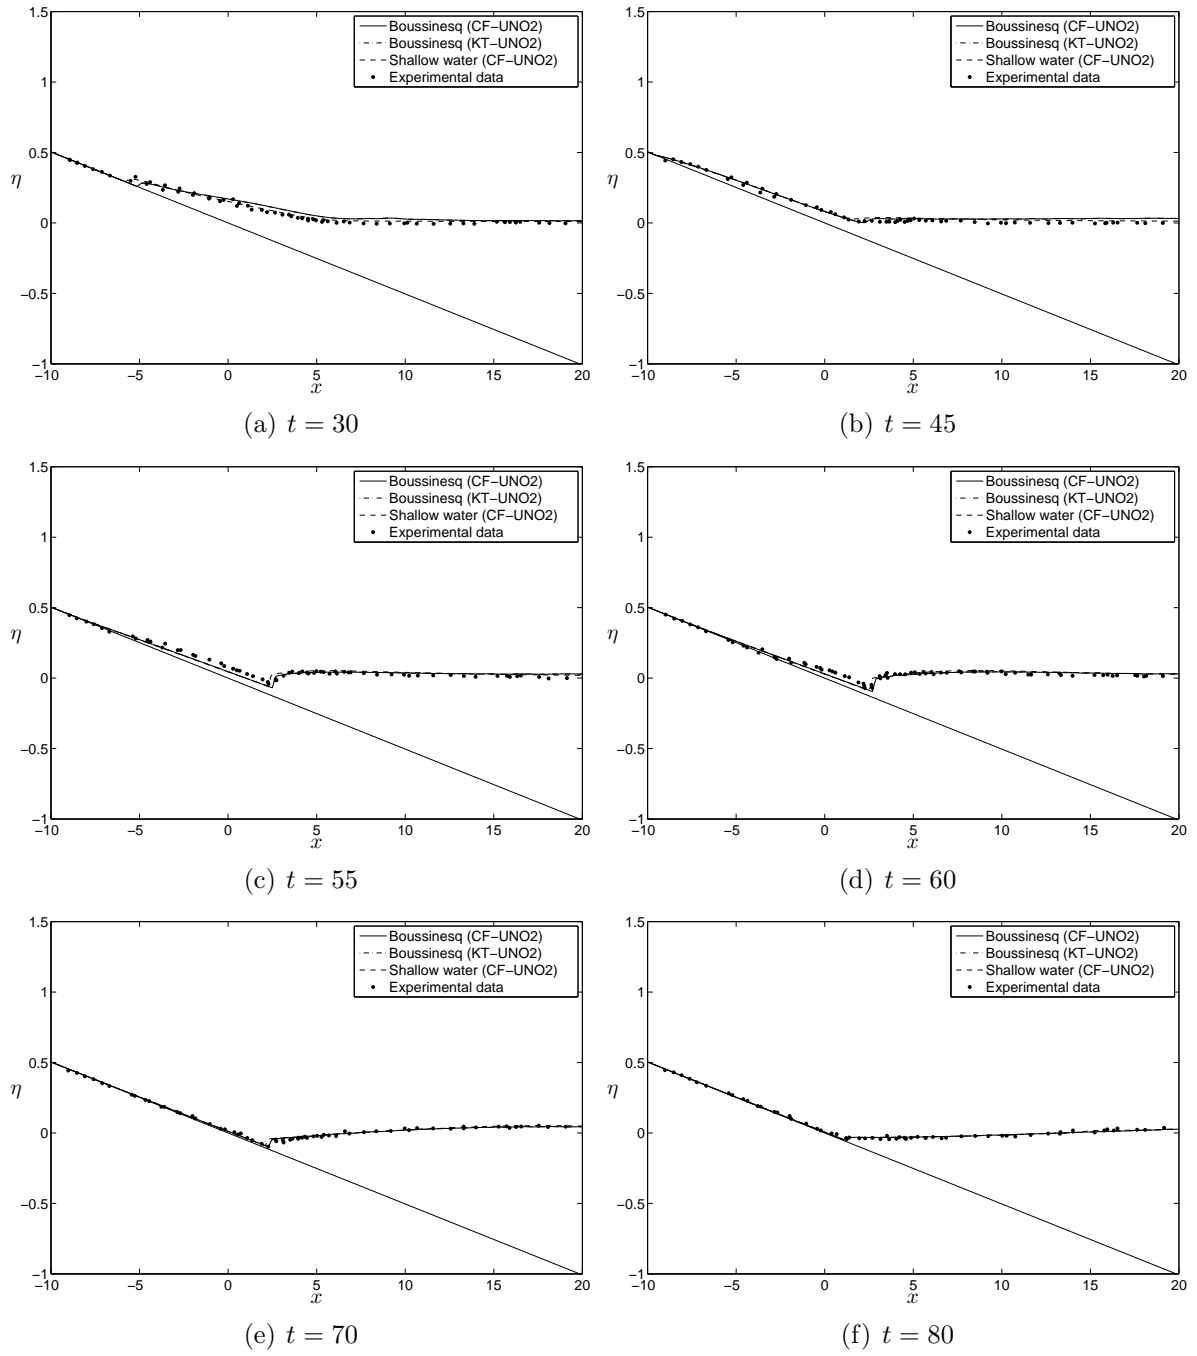 1.5
1
0.5
0
−0.5
−1
−10
−5
0
5
10
15
20
η
x
Boussinesq (CF−UNO2)
Boussinesq (KT−UNO2)
Shallow water (CF−UNO2)
Experimental data
(a) t = 30
1.5
1
0.5
0
−0.5
−1
−10
−5
0
5
10
15
20
η
x
Boussinesq (CF−UNO2)
Boussinesq (KT−UNO2)
Shallow water (CF−UNO2)
Experimental data
(b) t = 45
1.5
1
0.5
0
−0.5
−1
−10
−5
0
5
10
15
20
η
x
Boussinesq (CF−UNO2)
Boussinesq (KT−UNO2)
Shallow water (CF−UNO2)
Experimental data
(c) t = 55
1.5
1
0.5
0
−0.5
−1
−10
−5
0
5
10
15
20
η
x
Boussinesq (CF−UNO2)
Boussinesq (KT−UNO2)
Shallow water (CF−UNO2)
Experimental data
(d) t = 60
1.5
1
0.5
0
−0.5
−1
−10
−5
0
5
10
15
20
η
x
Boussinesq (CF−UNO2)
Boussinesq (KT−UNO2)
Shallow water (CF−UNO2)
Experimental data
(e) t = 70
1.5
1
0.5
0
−0.5
−1
−10
−5
0
5
10
15
20
η
x
Boussinesq (CF−UNO2)
Boussinesq (KT−UNO2)
Shallow water (CF−UNO2)
Experimental data
(f) t = 80